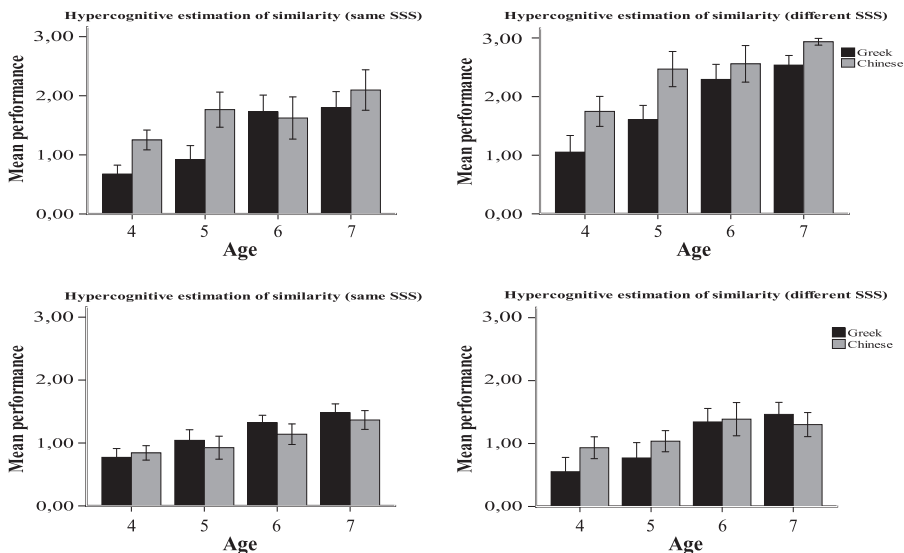 Hypercognitive estimation of similarity (same SSS)
3,00
2,00
1,00
0,00
Mean performance
4 5 6 7
Age
Hypercognitive estimation of similarity (different SSS)
3,00
2,00
1,00
0,00
Mean performance
4 5 6 7
Age
Greek
Chinese
Hypercognitive estimation of similarity (same SSS)
3,00
2,00
1,00
0,00
Mean performance
4 5 6 7
Age
Hypercognitive estimation of similarity (different SSS)
3,00
2,00
1,00
0,00
Mean performance
4 5 6 7
Age
Greek
Chinese